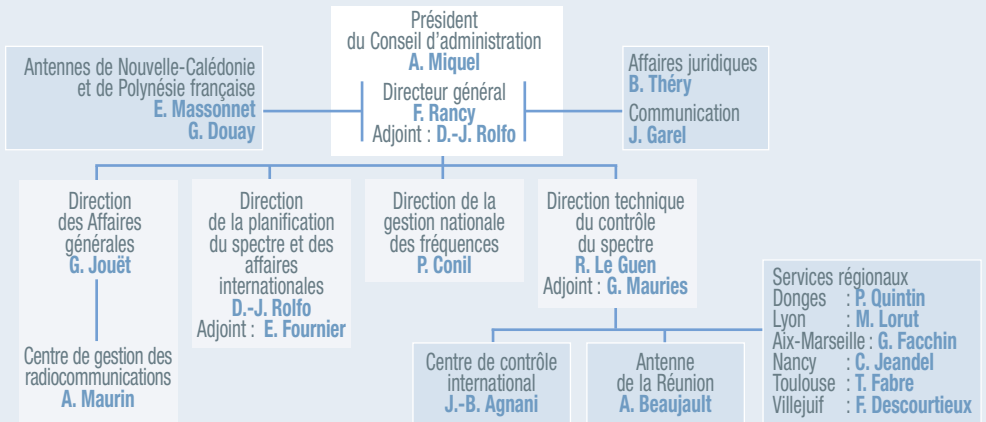 Président
du Conseil d'administration
A. Miquel
Directeur général
F. Rancy
Adjoint : D.-J. Rolfo
Antennes de Nouvelle-Calédonie
et de Polynésie française
E. Massonnet
G. Douay
Affaires juridiques
B. Théry
Communication
J. Garel
Direction
des Affaires
générales
G. Jouët
Centre de gestion des
radiocommunications
A. Maurin
Direction
de la planification
du spectre et des
affaires
internationales
D.-J. Rolfo
Adjoint : E. Fournier
Direction de la
gestion nationale
des fréquences
P. Conil
Direction technique
du contrôle
du spectre
R. Le Guen
Adjoint : G. Mauries
Centre de contrôle
international
J.-B. Agnani
Antenne
de la Réunion
A. Beaujault
Services régionaux
Donges : P. Quintin
Lyon : M. Lorut
Aix-Marseille : G. Facchin
Nancy : C. Jeandel
Toulouse : T. Fabre
Villejuif : F. Descourtieux